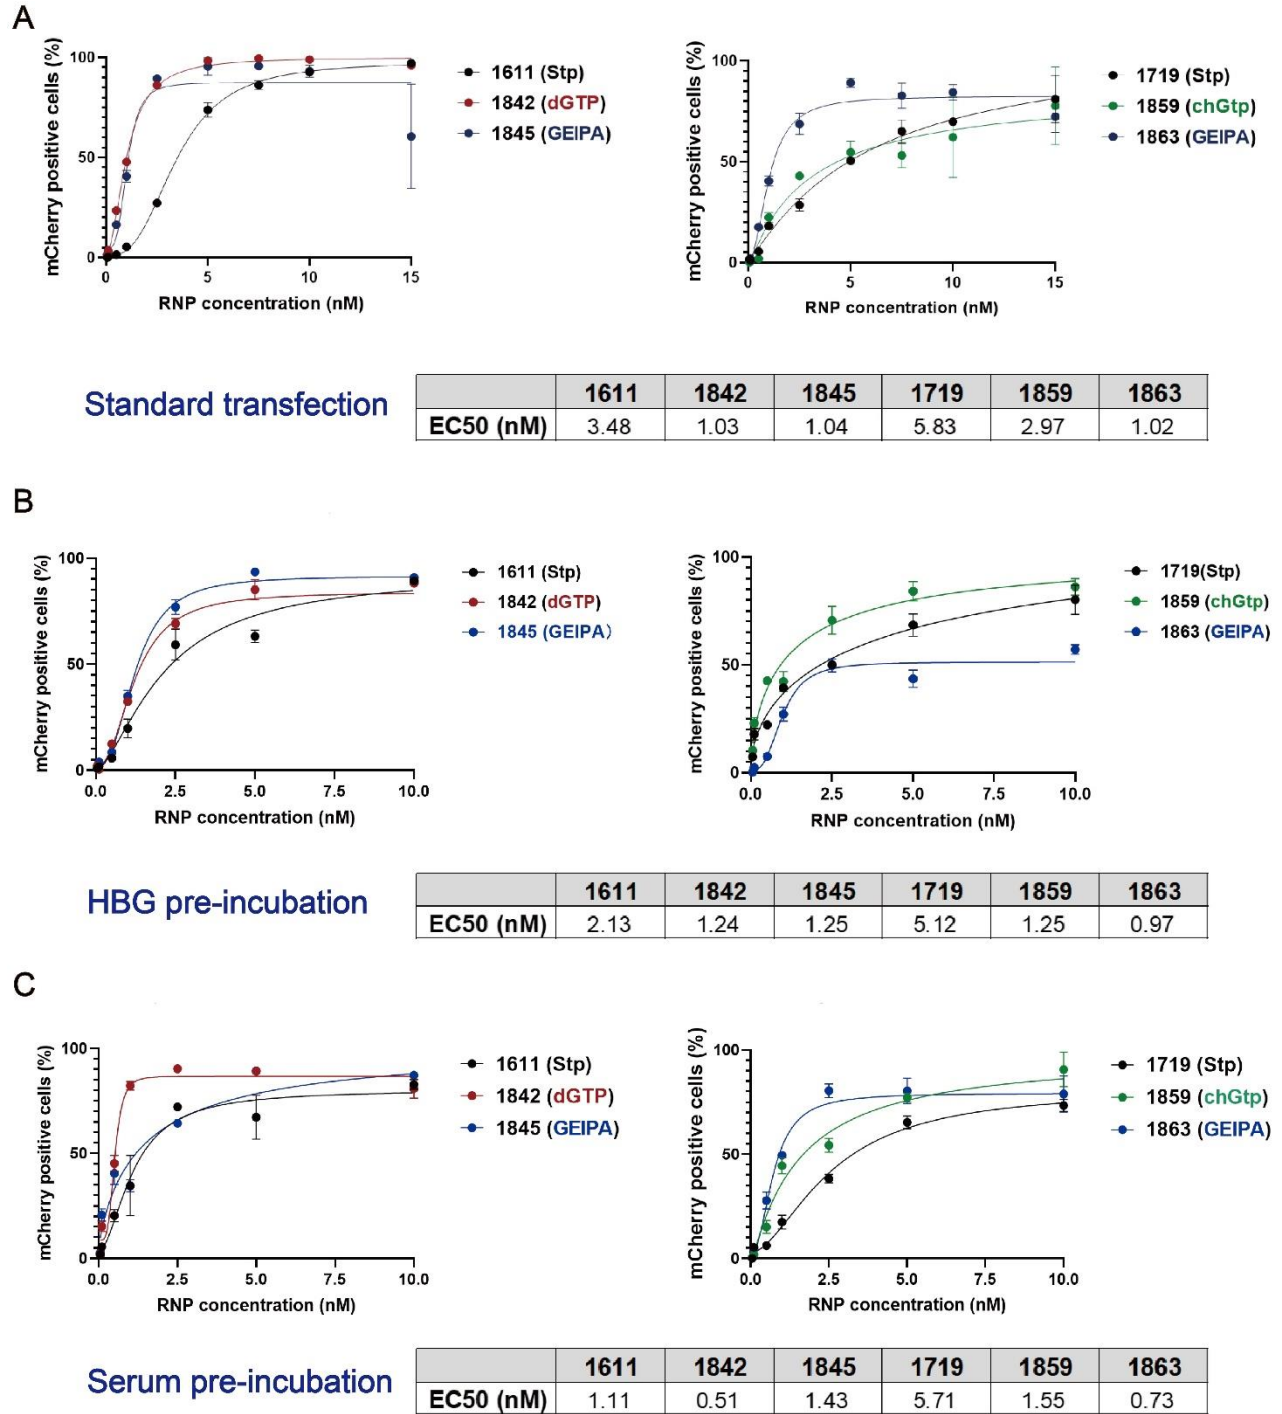 A
mCherry positive cells (%)
100
50
0
0 5 10 15
RNP concentration (nM)
1611 (Stp)
1842 (dGTP)
1845 (GEIPA)
mCherry positive cells (%)
100
50
0
0 5 10 15
RNP concentration (nM)
1719 (Stp)
1859 (chGtp)
1863 (GEIPA)
Standard transfection
1611 1842 1845 1719 1859 1863
EC50 (nM) 3.48 1.03 1.04 5.83 2.97 1.02
B
mCherry positive cells (%)
100
50
0
0.0 2.5 5.0 7.5 10.0
RNP concentration (nM)
1611 (Stp)
1842 (dGTP)
1845 (GEIPA)
mCherry positive cells (%)
100
50
0
0.0 2.5 5.0 7.5 10.0
RNP concentration (nM)
1719(Stp)
1859 (chGtp)
1863 (GEIPA)
HBG pre-incubation
1611 1842 1845 1719 1859 1863
EC50 (nM) 2.13 1.24 1.25 5.12 1.25 0.97
C
mCherry positive cells (%)
100
50
0
0.0 2.5 5.0 7.5 10.0
RNP concentration (nM)
1611 (Stp)
1842 (dGTP)
1845 (GEIPA)
mCherry positive cells (%)
100
50
0
0.0 2.5 5.0 7.5 10.0
RNP concentration (nM)
1719 (Stp)
1859 (chGtp)
1863 (GEIPA)
Serum pre-incubation
1611 1842 1845 1719 1859 1863
EC50 (nM) 1.11 0.51 1.43 5.71 1.55 0.73